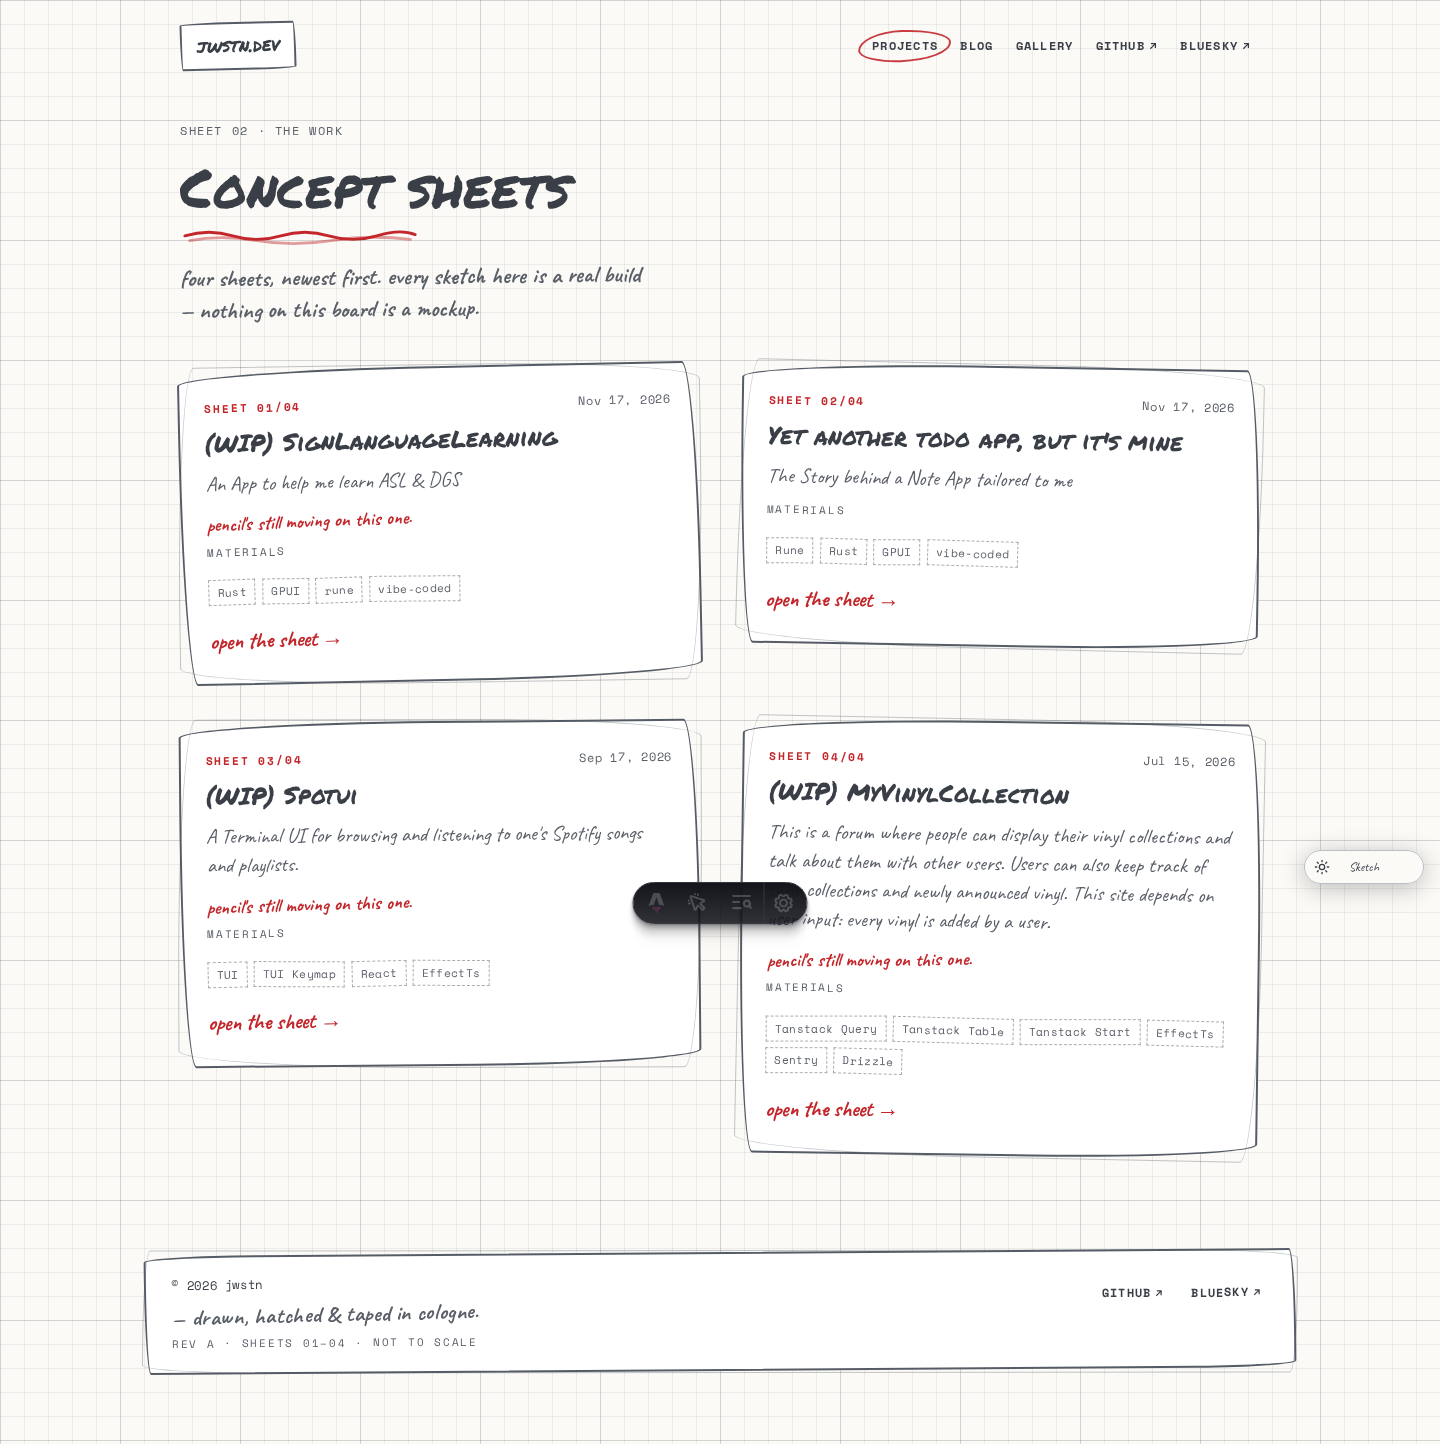 JWSTN.DEV
PROJECTS BLOG GALLERY GITHUB ↗ BLUESKY ↗
SHEET 02 · THE WORK
Concept sheets
four sheets, newest first. every sketch here is a real build
— nothing on this board is a mockup.
SHEET 01/04
Nov 17, 2026
(WIP) SignLanguageLearning
An App to help me learn ASL & DGS
pencil's still moving on this one.
MATERIALS
Rust GPUI rune vibe-coded
open the sheet →
SHEET 02/04
Nov 17, 2026
Yet another todo app, but it's mine
The Story behind a Note App tailored to me
MATERIALS
Rune Rust GPUI vibe-coded
open the sheet →
SHEET 03/04
Sep 17, 2026
(WIP) Spotui
A Terminal UI for browsing and listening to one's Spotify songs
and playlists.
pencil's still moving on this one.
MATERIALS
TUI TUI Keymap React EffectTs
open the sheet →
SHEET 04/04
Jul 15, 2026
(WIP) MyVinylCollection
This is a forum where people can display their vinyl collections and
talk about them with other users. Users can also keep track of
collections and newly announced vinyl. This site depends on
user input: every vinyl is added by a user.
pencil's still moving on this one.
MATERIALS
Tanstack Query Tanstack Table Tanstack Start EffectTs
Sentry Drizzle
open the sheet →
Sketch
© 2026 jwstn
— drawn, hatched & taped in cologne.
REV A · SHEETS 01–04 · NOT TO SCALE
GITHUB ↗ BLUESKY ↗